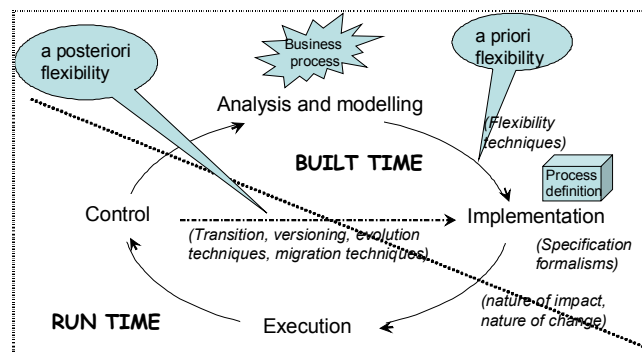 a posteriori
flexibility
Business
process
a priori
flexibility
Analysis and modelling
(Flexibility
techniques)
BUILT TIME
Process
definition
Control
Implementation
(Transition, versioning, evolution
techniques, migration techniques)
(Specification
formalisms)
(nature of impact,
nature of change)
RUN TIME
Execution